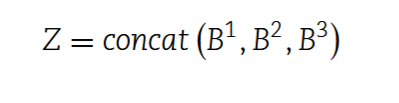 Z = concat (B¹, B², B³)